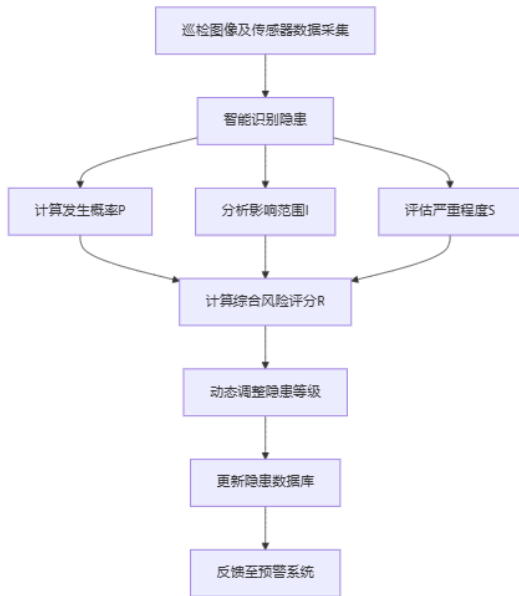 巡检图像及传感器数据采集
智能识别隐患
计算发生概率P
分析影响范围I
评估严重程度S
计算综合风险评分R
动态调整隐患等级
更新隐患数据库
反馈至预警系统